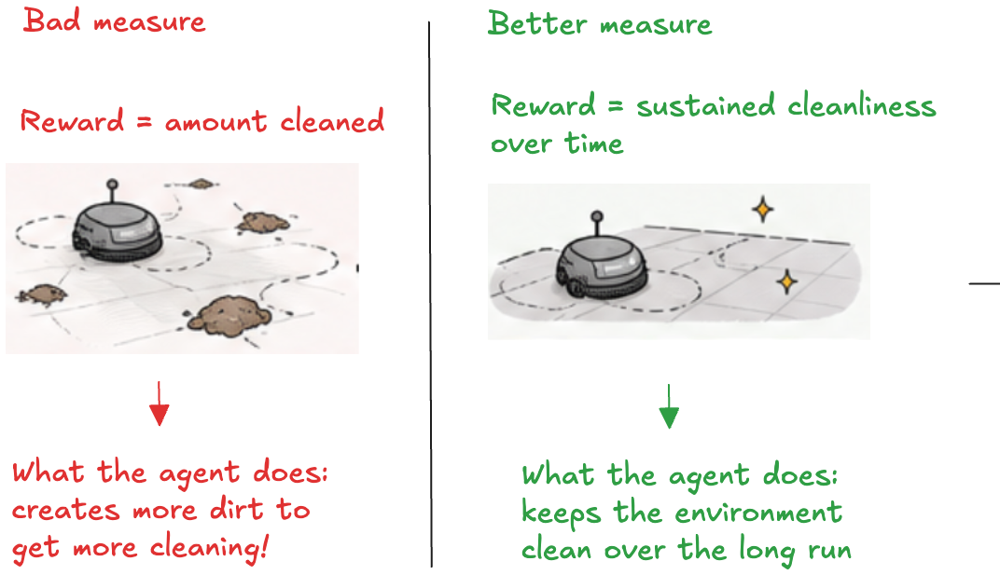 Bad measure
Reward = amount cleaned
What the agent does:
creates more dirt to
get more cleaning!
Better measure
Reward = sustained cleanliness
over time
What the agent does:
keeps the environment
clean over the long run